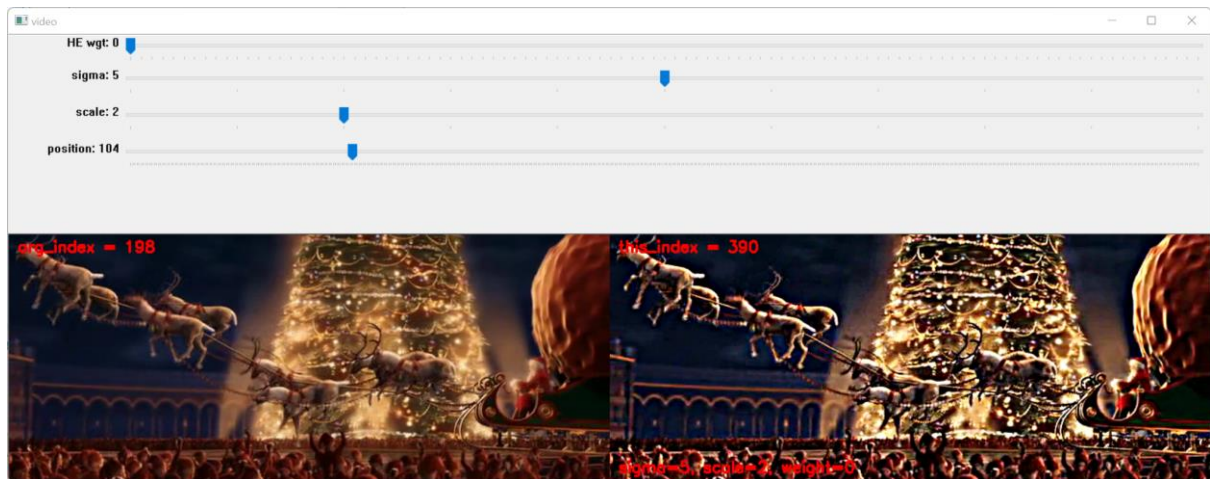 video
HE wgt: 0
sigma: 5
scale: 2
position: 104
org_index = 198
this_index = 390
sigma=5, scale=2, weight=0